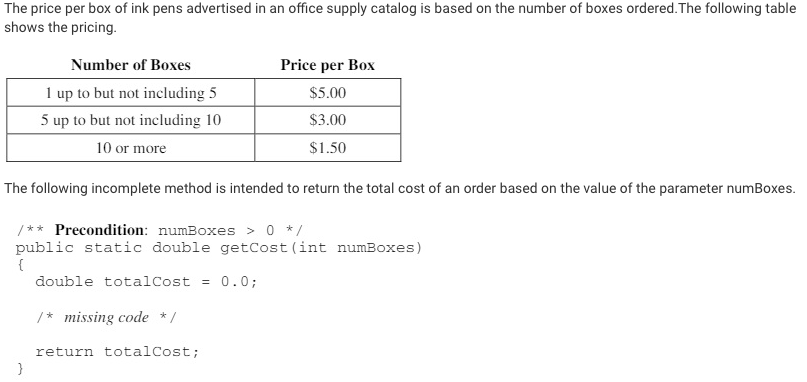 The price per box of ink pens advertised in an office supply catalog is based on the number of boxes ordered.The following table
shows the pricing.
Number of Boxes Price per Box
1 up to but not including 5 $5.00
5 up to but not including 10 $3.00
10 or more $1.50
The following incomplete method is intended to return the total cost of an order based on the value of the parameter numBoxes.
/** Precondition: numBoxes > 0 */
public static double getCost(int numBoxes)
{
double totalCost = 0.0;
/* missing code */
return totalCost;
}